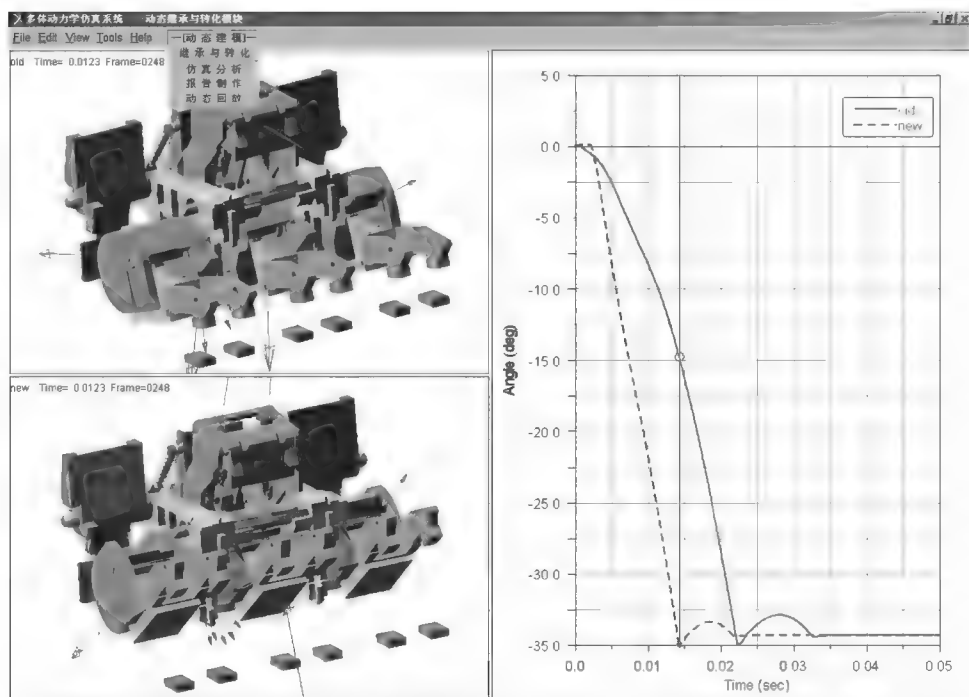 多体动力学仿真系统 动态继承与转化模块
File Edit View Tools Help
[动态建模]
继承与转化
仿真分析
报告制作
动态回放
old Time= 0.0123 Frame=0248
new Time= 0.0123 Frame=0248
5.0
0.0
-5.0
-10.0
-15.0
-20.0
-25.0
-30.0
-35.0
Angle (deg)
0.0
0.01
0.02
0.03
0.04
0.05
Time (sec)
new